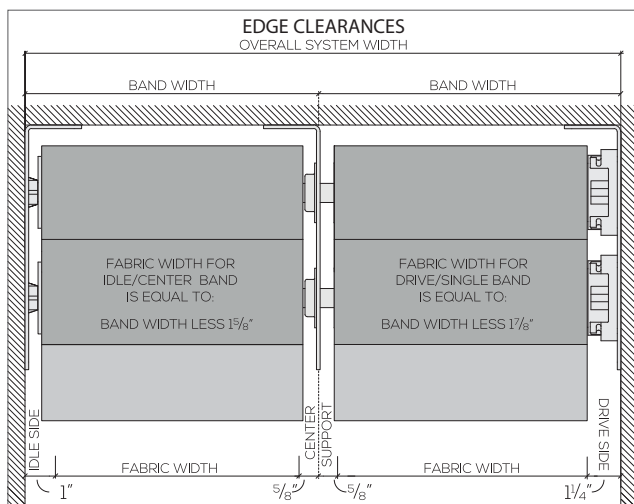 EDGE CLEARANCES
OVERALL SYSTEM WIDTH
BAND WIDTH
BAND WIDTH
FABRIC WIDTH FOR
IDLE/CENTER BAND
IS EQUAL TO:
BAND WIDTH LESS 1⅝"
FABRIC WIDTH FOR
DRIVE/SINGLE BAND
IS EQUAL TO:
BAND WIDTH LESS 1⅞"
IDLE SIDE
CENTER
SUPPORT
DRIVE SIDE
FABRIC WIDTH
FABRIC WIDTH
1"
⅝"
⅝"
1¼"